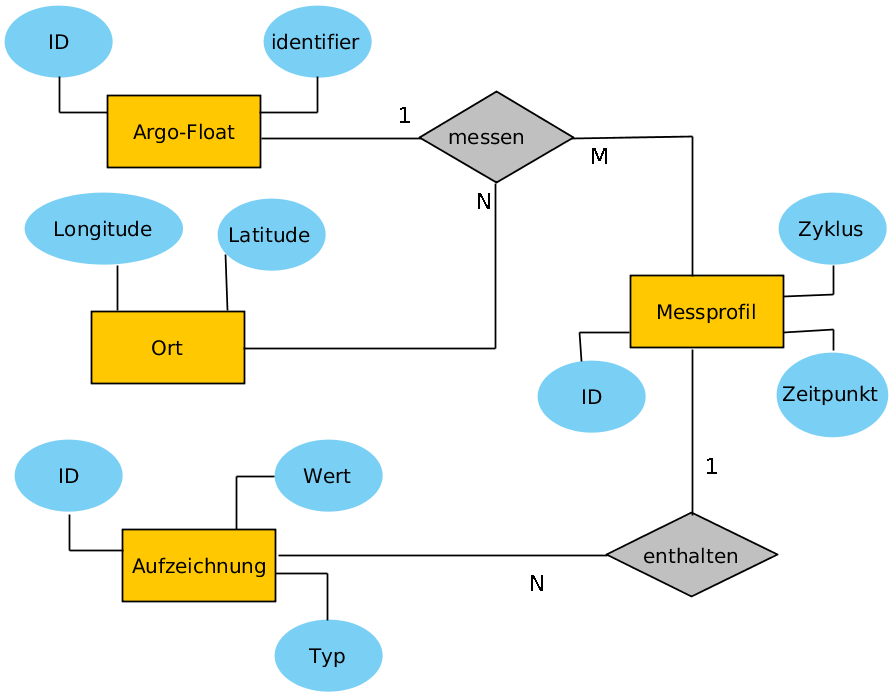 ID
identifier
Argo-Float
1
messen
M
N
Longitude
Latitude
Zyklus
Ort
Messprofil
ID
Zeitpunkt
1
ID
Wert
Aufzeichnung
enthalten
N
Typ